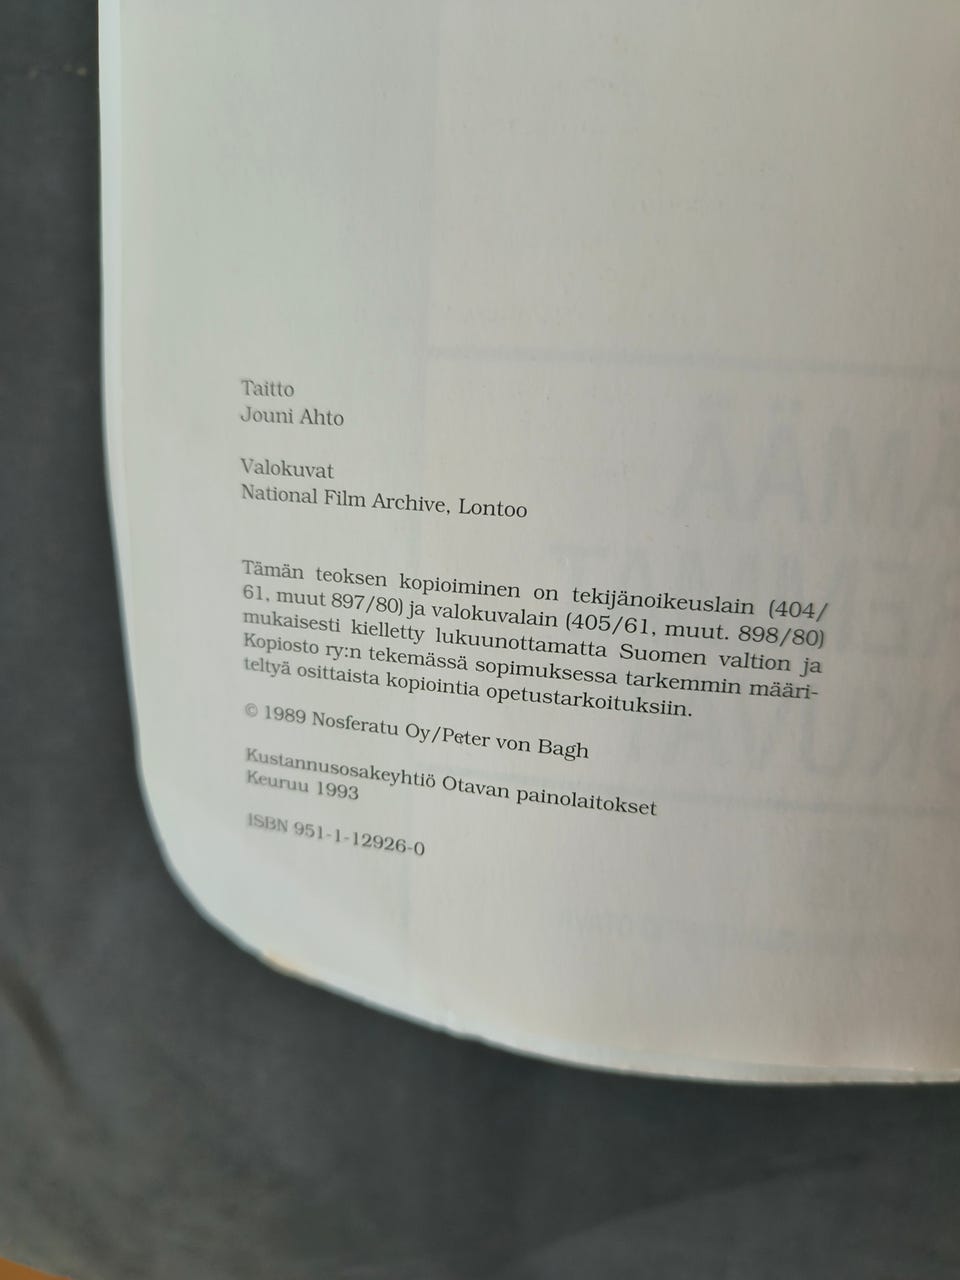 Taitto
Jouni Ahto
Valokuvat
National Film Archive, Lontoo
Tämän teoksen kopioiminen on tekijänoikeuslain (404/
61, muut 897/80) ja valokuvalain (405/61, muut. 898/80)
mukaisesti kielletty lukuunottamatta Suomen valtion ja
Kopiosto ry:n tekemässä sopimuksessa tarkemmin määri-
teltyä osittaista kopiointia opetustarkoituksiin.
© 1989 Nosferatu Oy/Peter von Bagh
Kustannusosakeyhtiö Otavan painolaitokset
Keuruu 1993
ISBN 951-1-12926-0